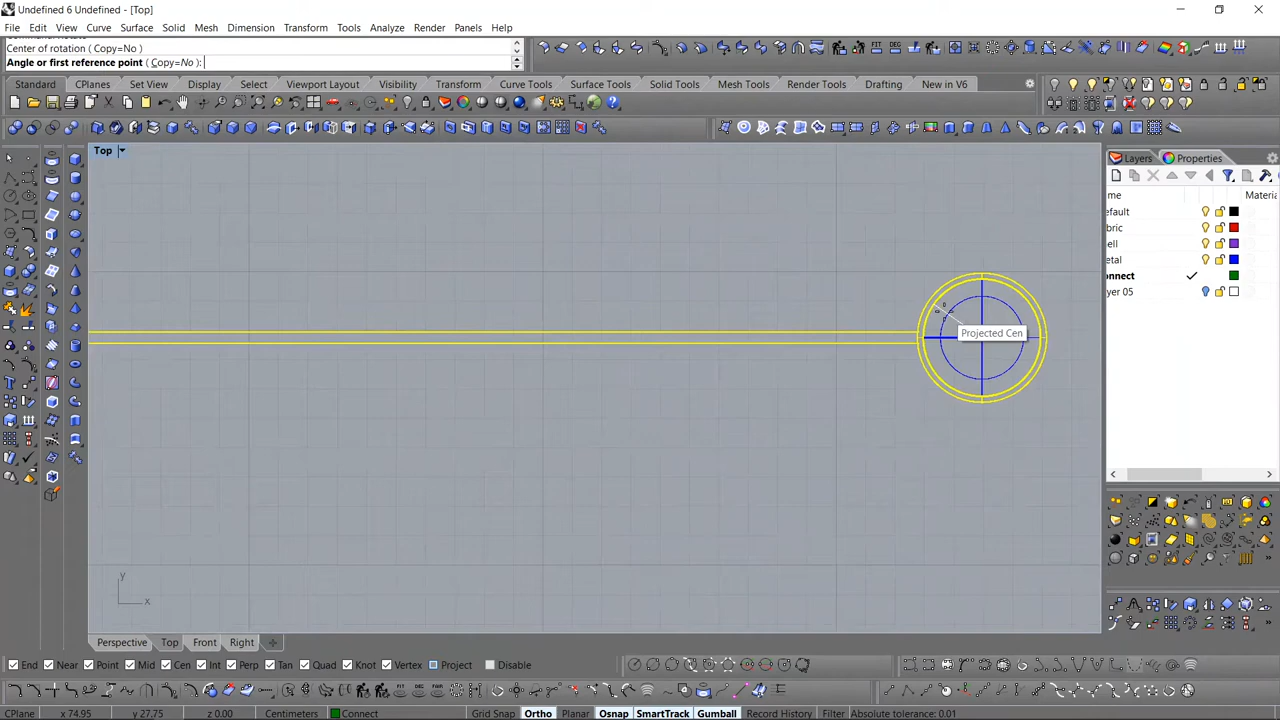 Undefined 6 Undefined - [Top]
File Edit View Curve Surface Solid Mesh Dimension Transform Tools Analyze Render Panels Help
Center of rotation ( Copy=No )
Angle or first reference point ( Copy=No ):
Standard CPlanes Set View Display Select Viewport Layout Visibility Transform Curve Tools Surface Tools Solid Tools Mesh Tools Render Tools Drafting New in V6
Top
Layers Properties
ame Materia
efault
bric
ell
etal
onnect
yer 05
Projected Cen
y
x
Perspective Top Front Right
End Near Point Mid Cen Int Perp Tan Quad Knot Vertex Project Disable
CPlane x 74.95 y 27.75 z 0.00 Centimeters Connect Grid Snap Ortho Planar Osnap SmartTrack Gumball Record History Filter Absolute tolerance: 0.01